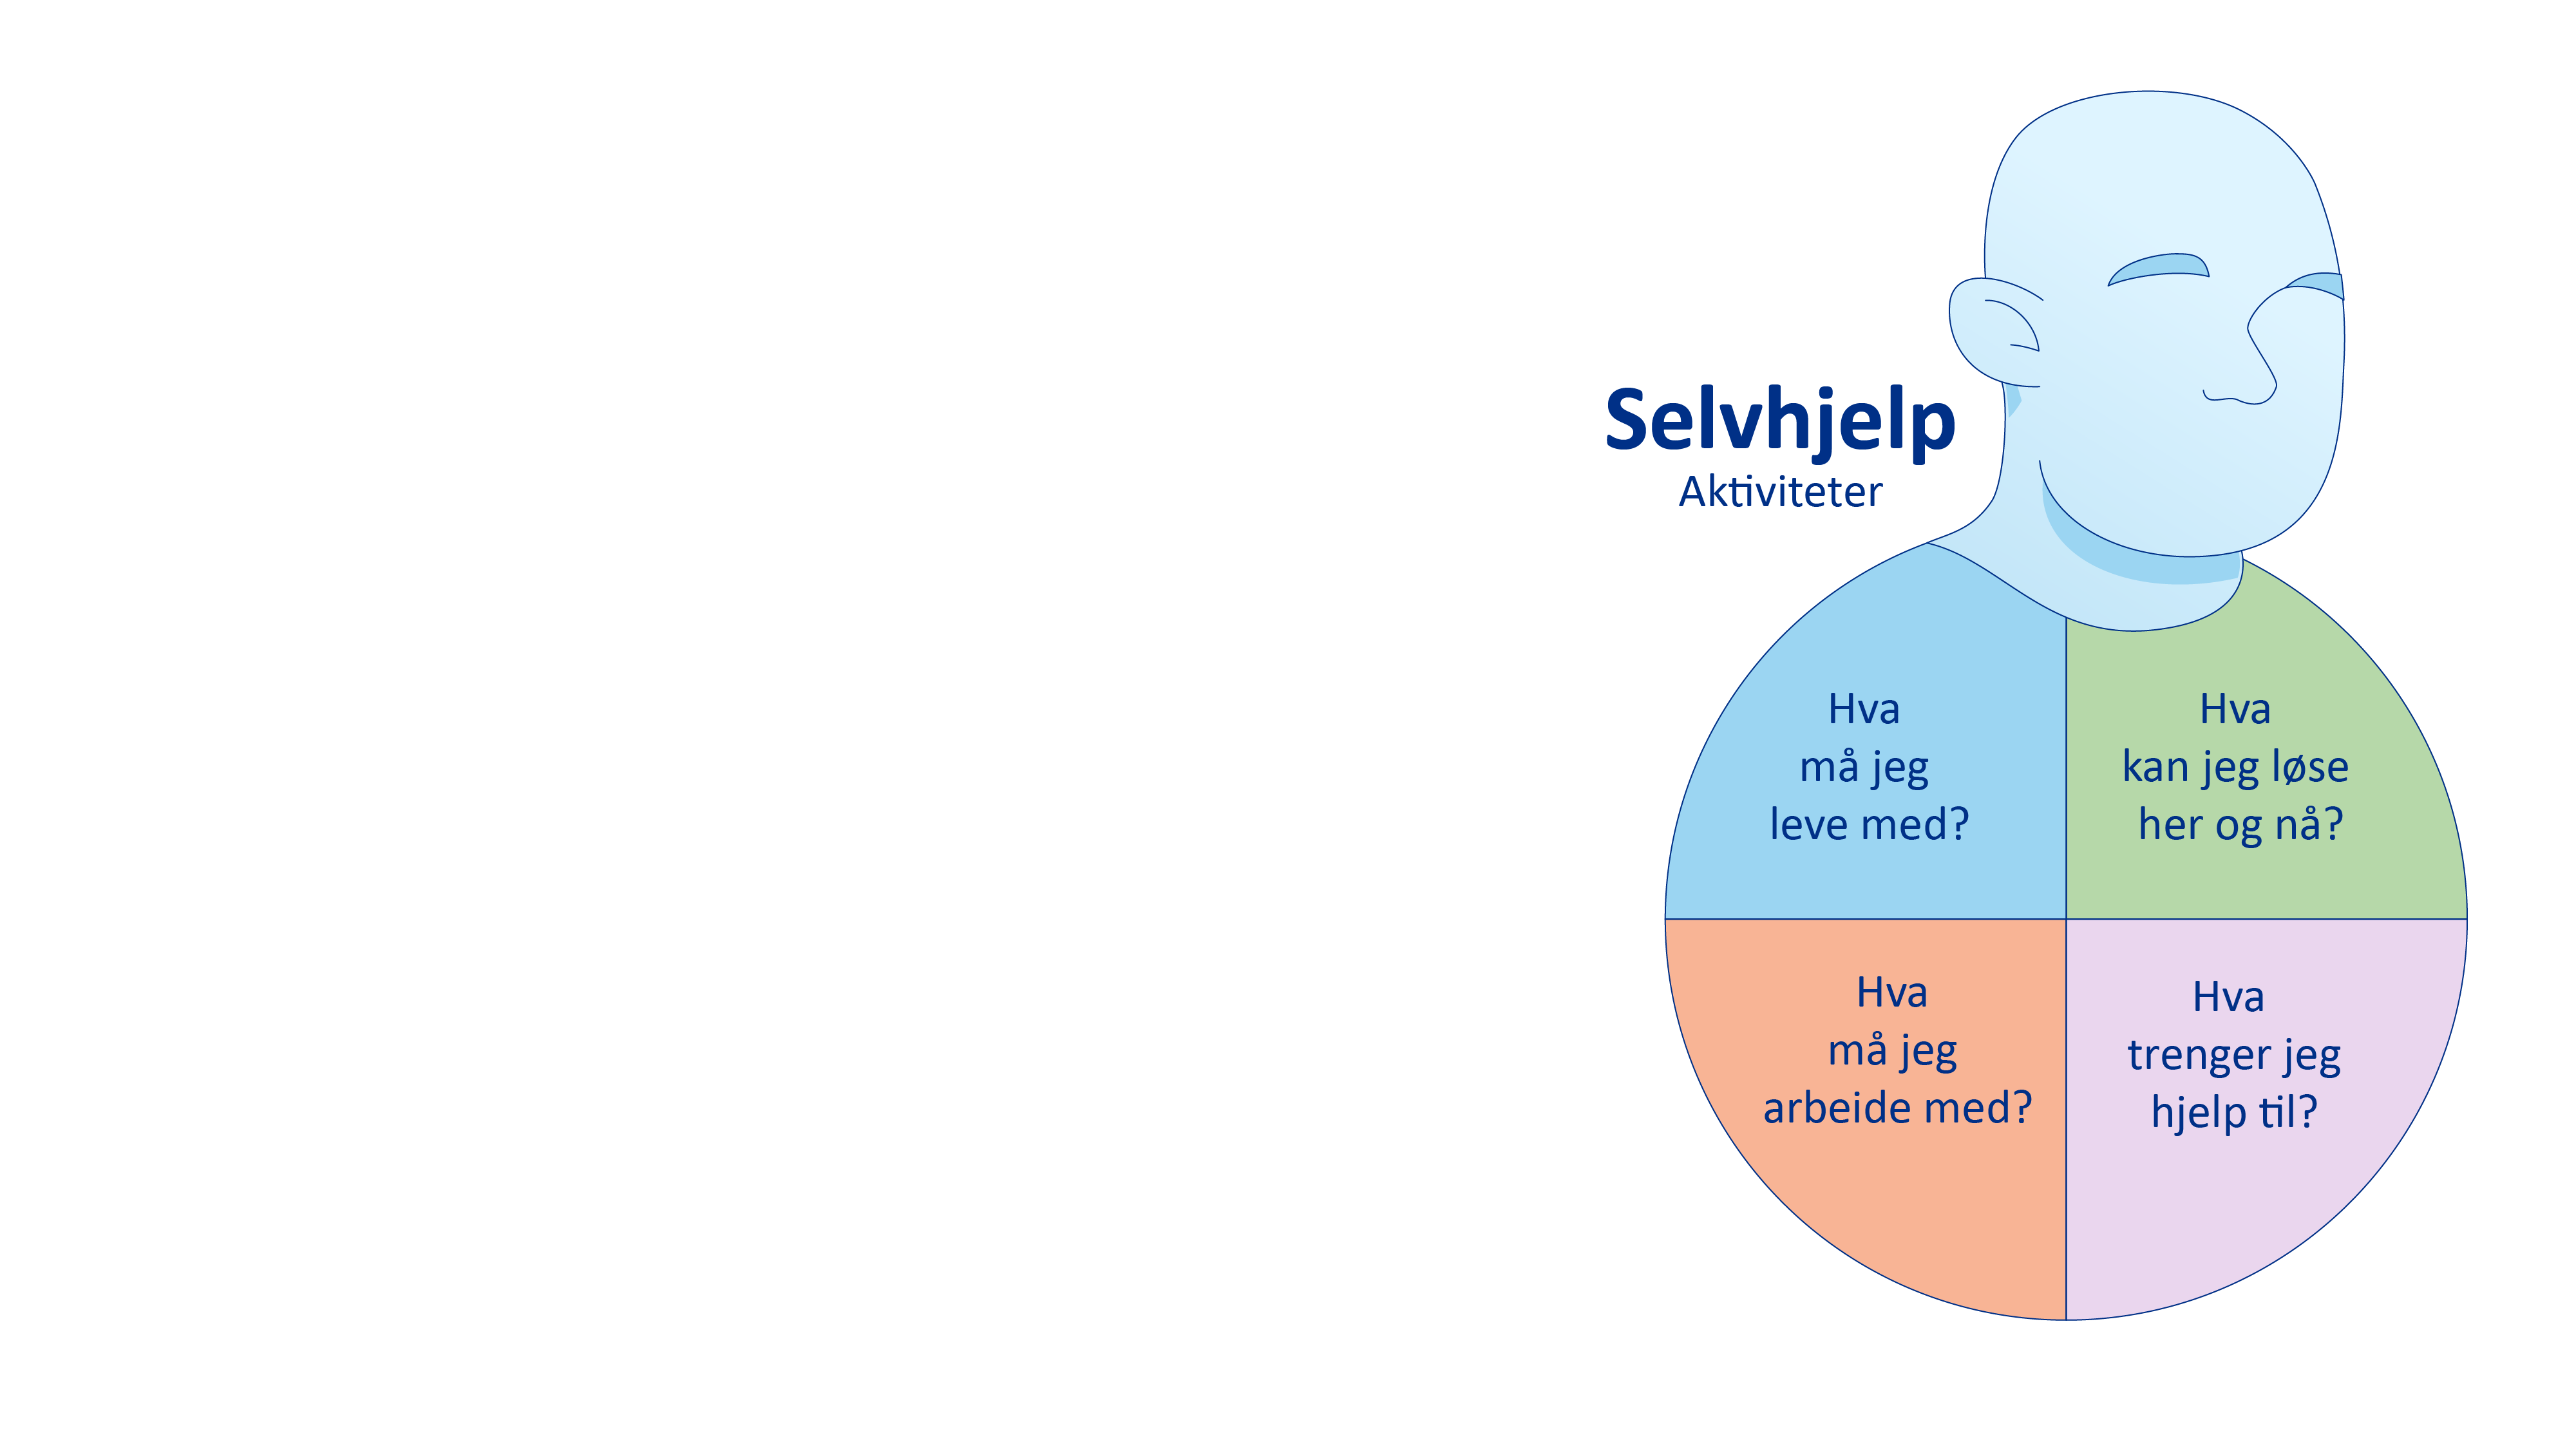 Selvhjelp
Aktiviteter
Hva
må jeg
leve med?
Hva
kan jeg løse
her og nå?
Hva
må jeg
arbeide med?
Hva
trenger jeg
hjelp til?